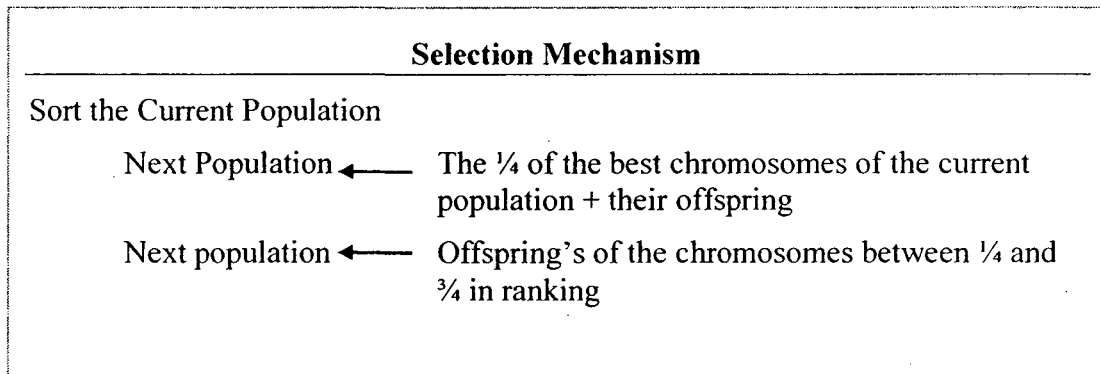 Selection Mechanism
Sort the Current Population
Next Population ← The ¼ of the best chromosomes of the current
population + their offspring
Next population ← Offspring's of the chromosomes between ¼ and
¾ in ranking